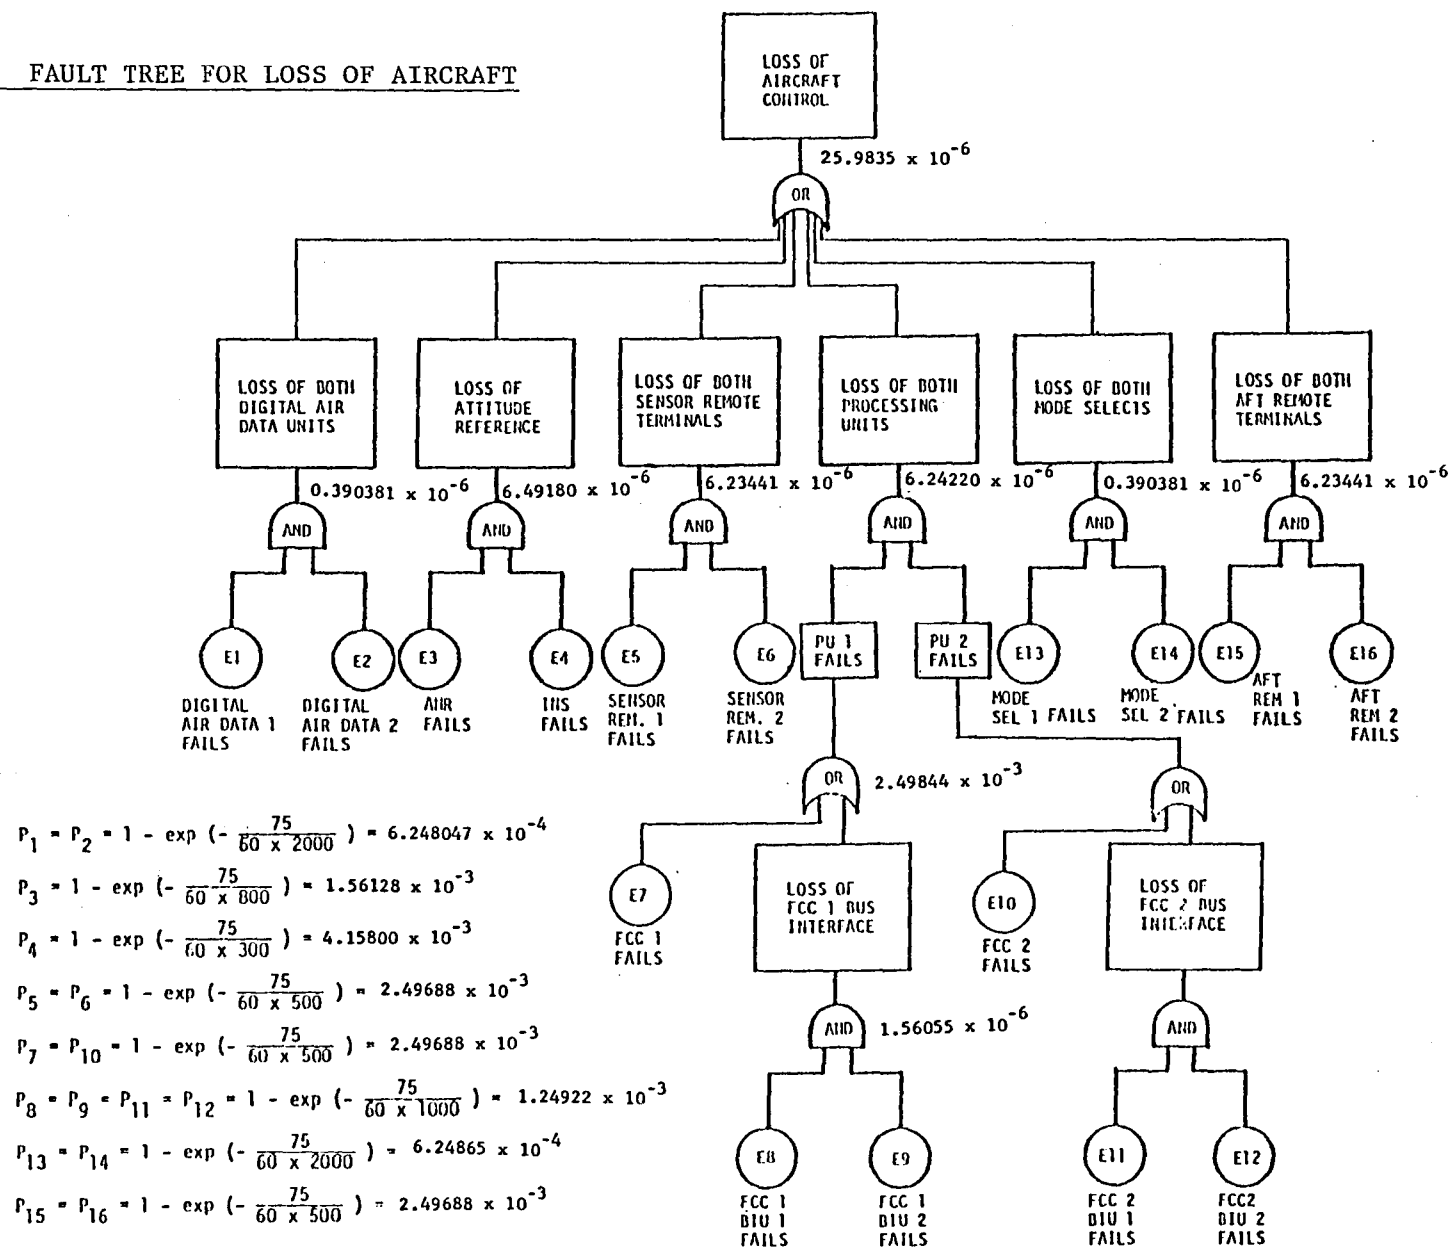 FAULT TREE FOR LOSS OF AIRCRAFT
LOSS OF
AIRCRAFT
CONTROL
25.9835 x 10^-6
OR
LOSS OF BOTH
DIGITAL AIR
DATA UNITS
LOSS OF
ATTITUDE
REFERENCE
LOSS OF BOTH
SENSOR REMOTE
TERMINALS
LOSS OF BOTH
PROCESSING
UNITS
LOSS OF BOTH
MODE SELECTS
LOSS OF BOTH
AFT REMOTE
TERMINALS
0.390381 x 10^-6
6.49180 x 10^-6
6.23441 x 10^-6
6.24220 x 10^-6
0.390381 x 10^-6
6.23441 x 10^-6
AND
AND
AND
AND
AND
AND
E1
E2
E3
E4
E5
E6
PU 1
FAILS
PU 2
FAILS
E13
E14
E15
E16
DIGITAL
AIR DATA 1
FAILS
DIGITAL
AIR DATA 2
FAILS
AHR
FAILS
INS
FAILS
SENSOR
REM. 1
FAILS
SENSOR
REM. 2
FAILS
MODE
SEL 1 FAILS
MODE
SEL 2 FAILS
AFT
REM 1
FAILS
AFT
REM 2
FAILS
OR
2.49844 x 10^-3
OR
E7
FCC 1
FAILS
LOSS OF
FCC 1 BUS
INTERFACE
E10
FCC 2
FAILS
LOSS OF
FCC 2 BUS
INTERFACE
AND
1.56055 x 10^-6
AND
E8
E9
E11
E12
FCC 1
BIU 1
FAILS
FCC 1
BIU 2
FAILS
FCC 2
BIU 1
FAILS
FCC2
BIU 2
FAILS
P1 = P2 = 1 - exp (- 75 / 60 x 2000 ) = 6.248047 x 10^-4
P3 = 1 - exp (- 75 / 60 x 800 ) = 1.56128 x 10^-3
P4 = 1 - exp (- 75 / 60 x 300 ) = 4.15800 x 10^-3
P5 = P6 = 1 - exp (- 75 / 60 x 500 ) = 2.49688 x 10^-3
P7 = P10 = 1 - exp (- 75 / 60 x 500 ) = 2.49688 x 10^-3
P8 = P9 = P11 = P12 = 1 - exp (- 75 / 60 x 1000 ) = 1.24922 x 10^-3
P13 = P14 = 1 - exp (- 75 / 60 x 2000 ) = 6.24865 x 10^-4
P15 = P16 = 1 - exp (- 75 / 60 x 500 ) = 2.49688 x 10^-3